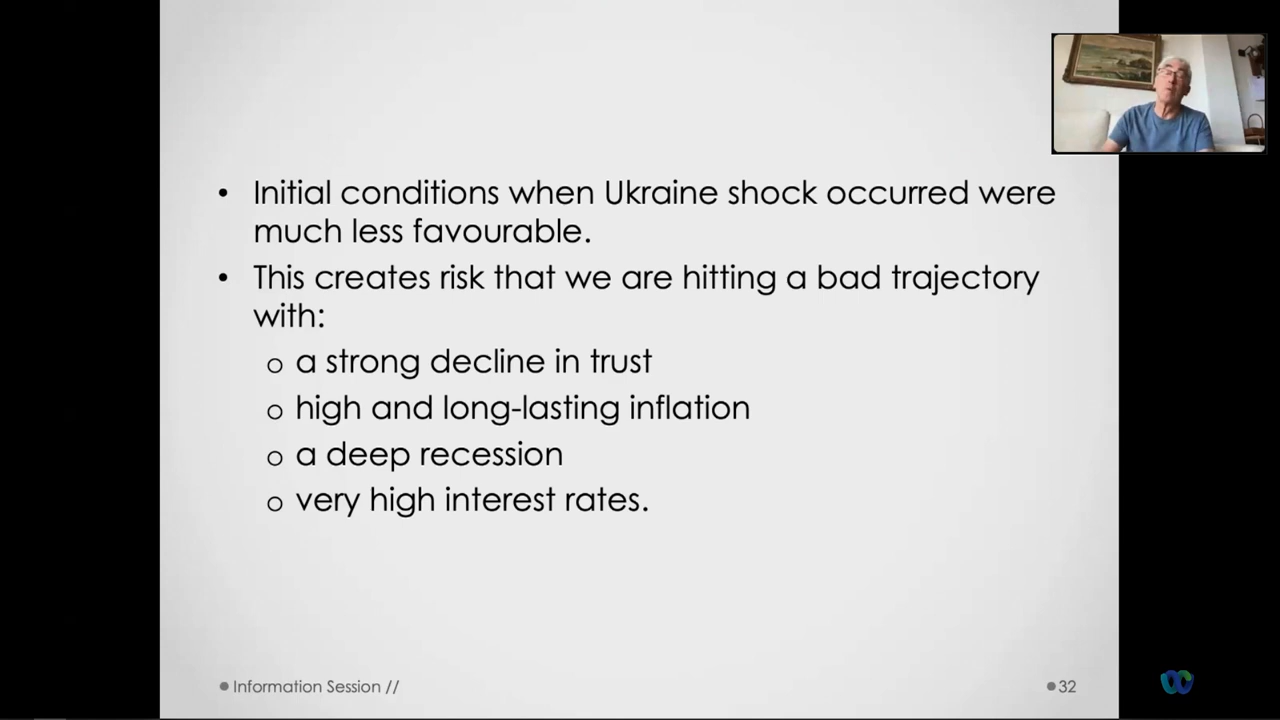 • Initial conditions when Ukraine shock occurred were
much less favourable.
• This creates risk that we are hitting a bad trajectory
with:
o a strong decline in trust
o high and long-lasting inflation
o a deep recession
o very high interest rates.
• Information Session //
• 32